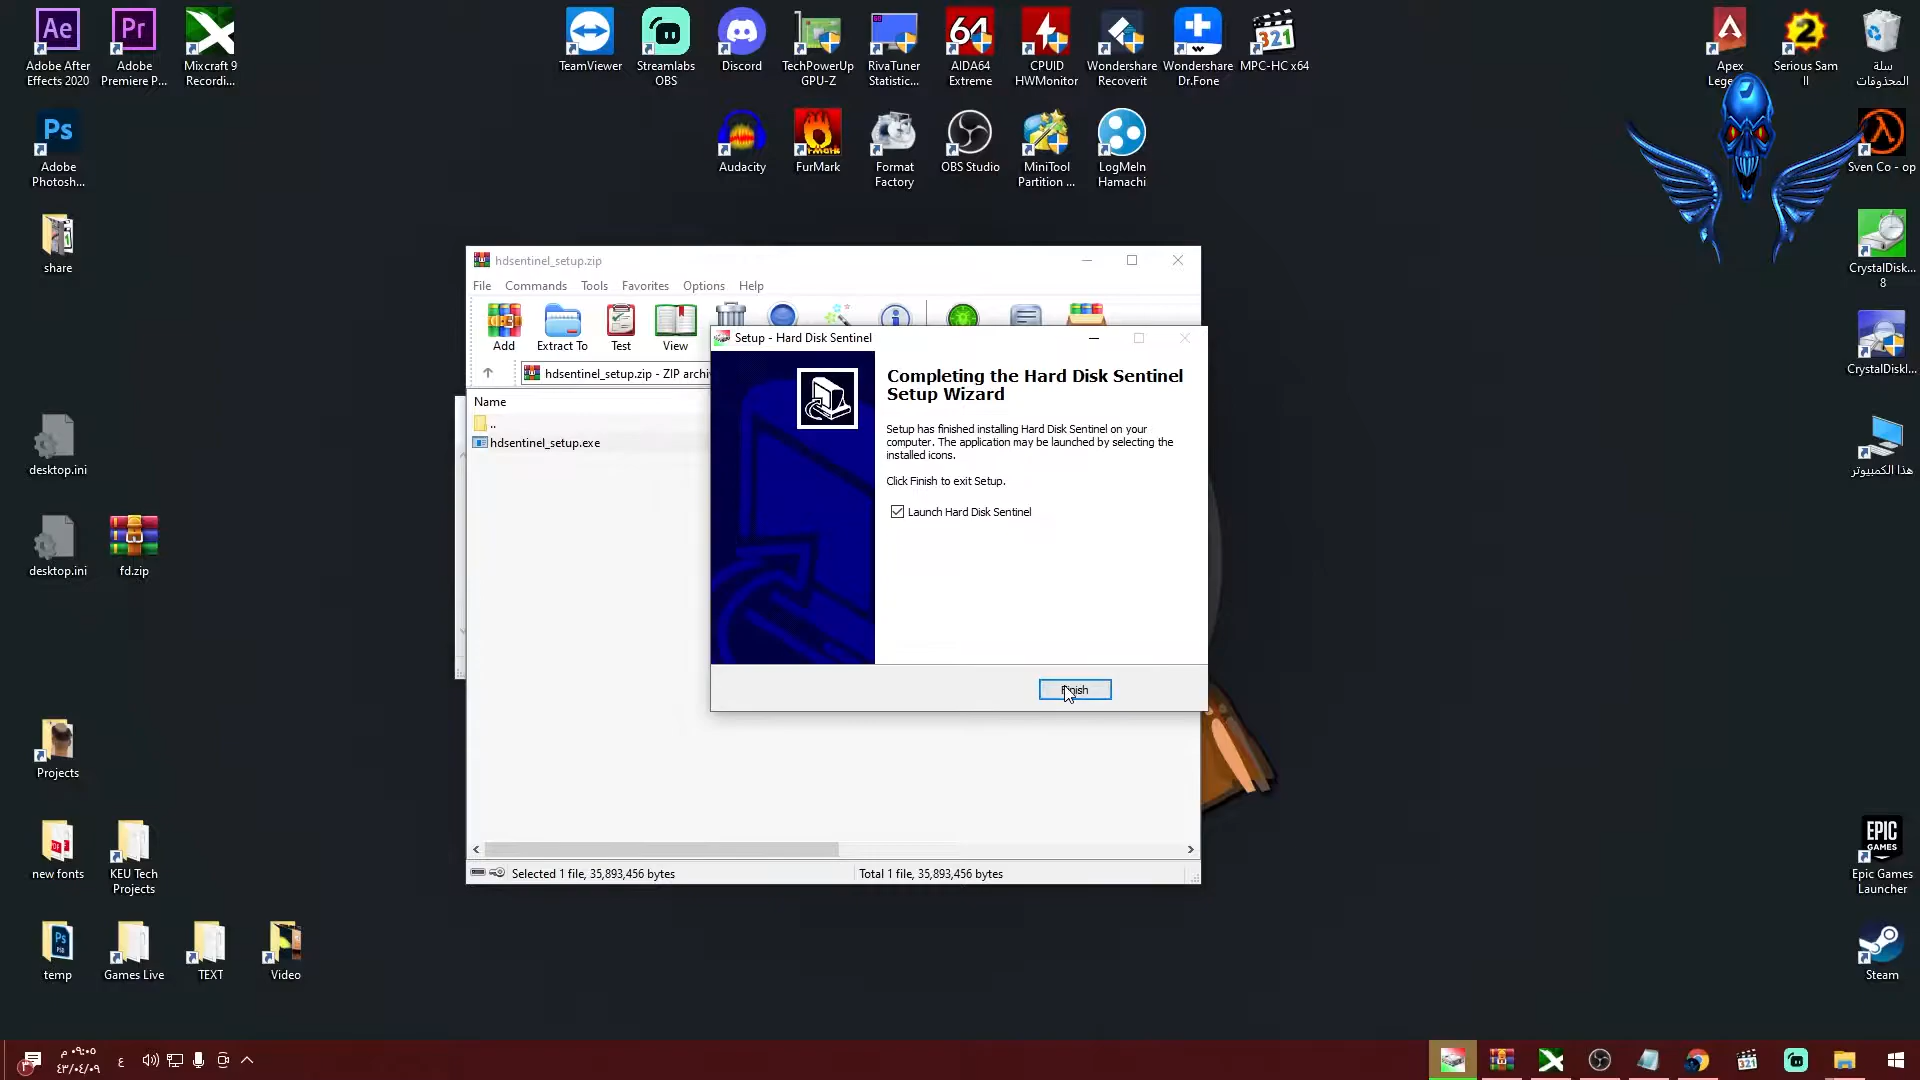 Adobe After
Effects 2020
Adobe
Premiere P...
Mixcraft 9
Recordi...
TeamViewer
Streamlabs
OBS
Discord
TechPowerUp
GPU-Z
RivaTuner
Statistic...
AIDA64
Extreme
CPUID
HWMonitor
Wondershare
Recoverit
Wondershare
Dr.Fone
MPC-HC x64
Apex
Lege
Serious Sam
II
سلة
المحذوفات
Adobe
Photosh...
Audacity
FurMark
Format
Factory
OBS Studio
MiniTool
Partition ...
LogMeIn
Hamachi
Sven Co - op
share
CrystalDisk...
8
CrystalDiskI...
هذا الكمبيوتر
desktop.ini
desktop.ini
fd.zip
Projects
new fonts
KEU Tech
Projects
temp
Games Live
TEXT
Video
EPIC
GAMES
Epic Games
Launcher
Steam
hdsentinel_setup.zip
File Commands Tools Favorites Options Help
Add Extract To Test View
hdsentinel_setup.zip - ZIP archi
Name
..
hdsentinel_setup.exe
Selected 1 file, 35,893,456 bytes
Total 1 file, 35,893,456 bytes
Setup - Hard Disk Sentinel
Completing the Hard Disk Sentinel
Setup Wizard
Setup has finished installing Hard Disk Sentinel on your
computer. The application may be launched by selecting the
installed icons.
Click Finish to exit Setup.
Launch Hard Disk Sentinel
Finish
٠٩:٠٥ م
٤٣/٠٤/٠٩
ع